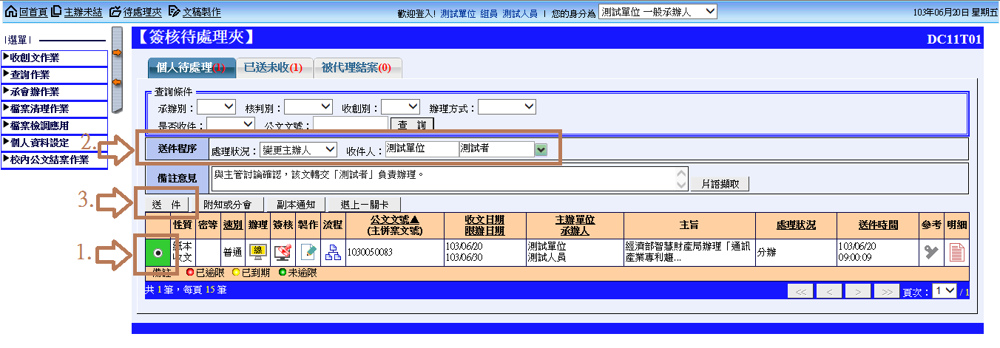 回首頁 主辦未結 待處理夾 文稿製作 歡迎登入! 測試單位 組員 測試人員 | 您的身分為 測試單位 一般承辦人 103年06月20日 星期五
|選單|
收創文作業
查詢作業
承會辦作業
檔案清理作業
檔案檢調應用
個人資料設定
校內公文結案作業
【簽核待處理夾】 DC11T01
個人待處理(1) 已送未收(1) 被代理結案(0)
查詢條件
承辦別： 核判別： 收創別： 辦理方式：
是否收件： 公文文號： 查 詢
2.
送件程序 處理狀況： 變更主辦人 收件人： 測試單位 測試者
備註意見 與主管討論確認，該文轉交「測試者」負責辦理。 片語擷取
3.
送 件 附知或分會 副本通知 退上一關卡
性質 密等 速別 辦理 簽核 製作 流程 公文文號▲ (主併案文號) 收文日期 限辦日期 主辦單位 承辦人 主旨 處理狀況 送件時間 參考 明細
1.
紙本收文 普通 線 1030050083 103/06/20 103/06/30 測試單位 測試人員 經濟部智慧財產局辦理「通訊產業專利趨... 分辦 103/06/20 09:00:09
備註 已逾限 已到期 未逾限
共 1 筆，每頁 15 筆 << < > >> 頁次： 1 / 1